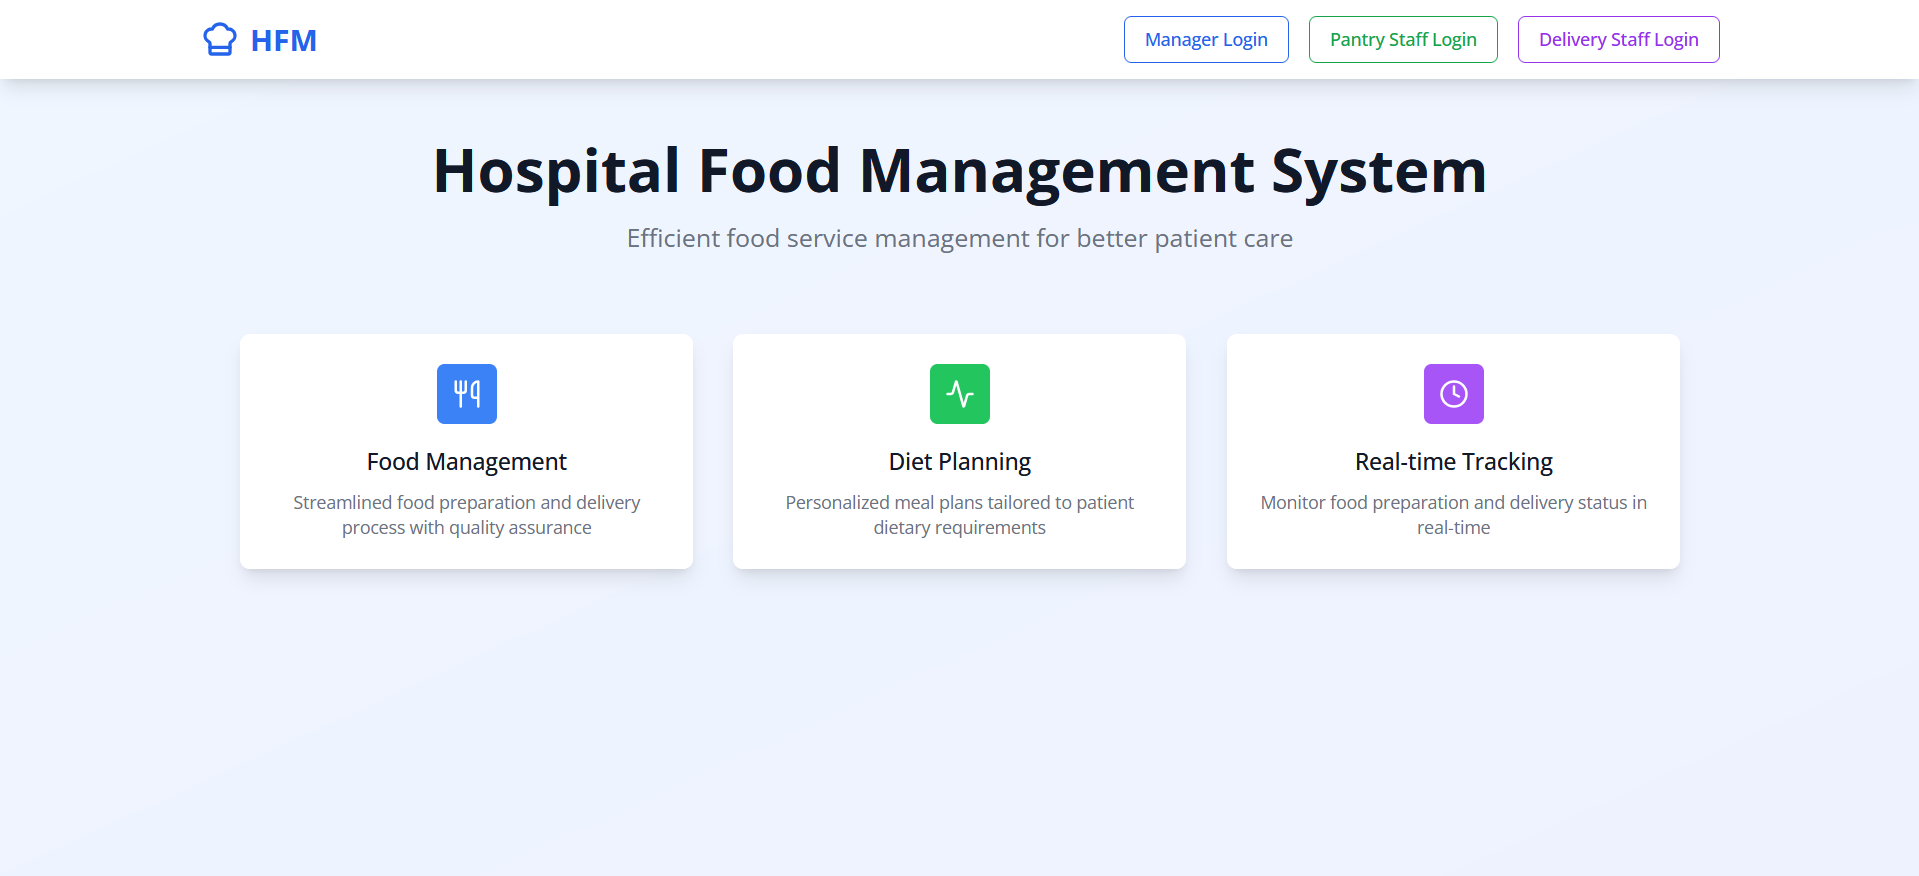 HFM
Manager Login
Pantry Staff Login
Delivery Staff Login
Hospital Food Management System
Efficient food service management for better patient care
Food Management
Streamlined food preparation and delivery
process with quality assurance
Diet Planning
Personalized meal plans tailored to patient
dietary requirements
Real-time Tracking
Monitor food preparation and delivery status in
real-time